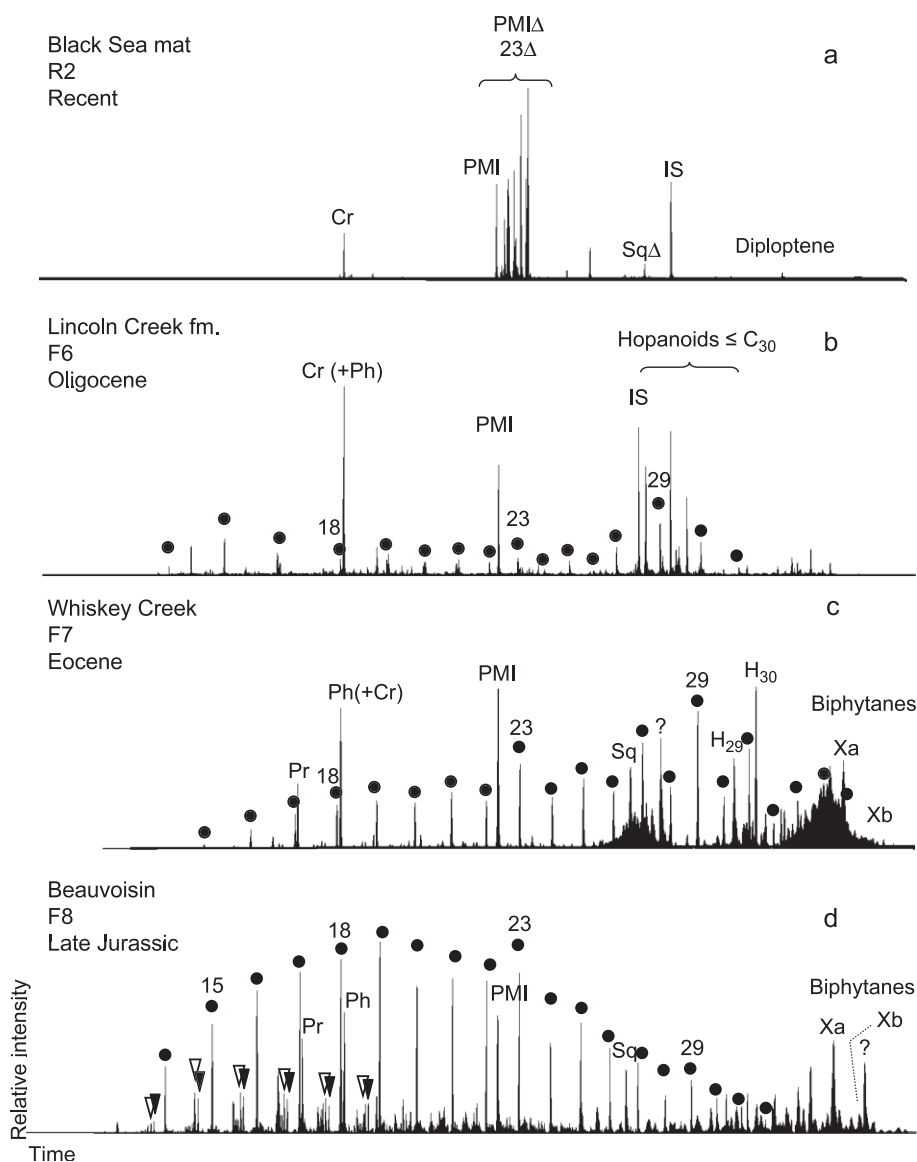 Black Sea mat
R2
Recent
PMIΔ
23Δ
a
PMI
IS
Cr
SqΔ
Diploptene
Lincoln Creek fm.
F6
Oligocene
Hopanoids ≤ C30
b
Cr (+Ph)
IS
PMI
29
18
23
Whiskey Creek
F7
Eocene
c
H30
PMI
29
Ph(+Cr)
Biphytanes
?
Sq
H29
Xa
Pr
18
Xb
Beauvoisin
F8
Late Jurassic
d
18
23
15
Ph
PMI
Biphytanes
Pr
Xa
Xb
Sq
29
?
Relative intensity
Time